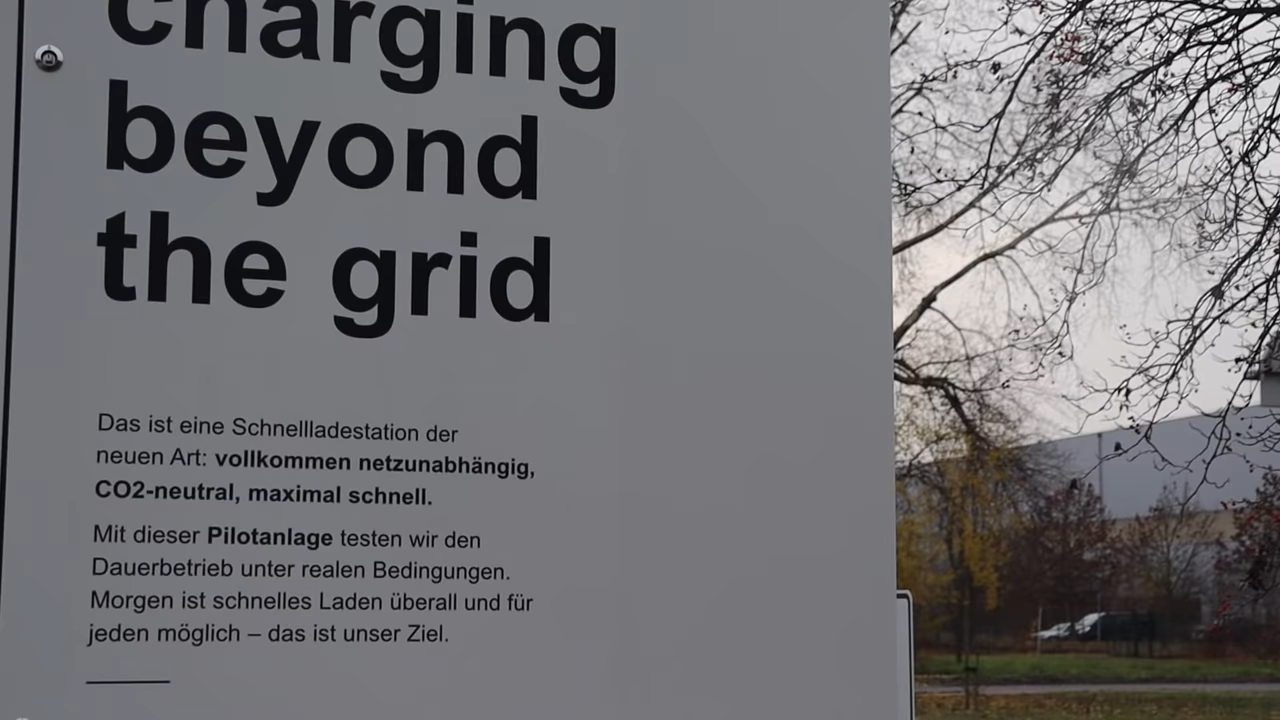 charging
beyond
the grid
Das ist eine Schnellladestation der
neuen Art: vollkommen netzunabhängig,
CO2-neutral, maximal schnell.
Mit dieser Pilotanlage testen wir den
Dauerbetrieb unter realen Bedingungen.
Morgen ist schnelles Laden überall und für
jeden möglich – das ist unser Ziel.